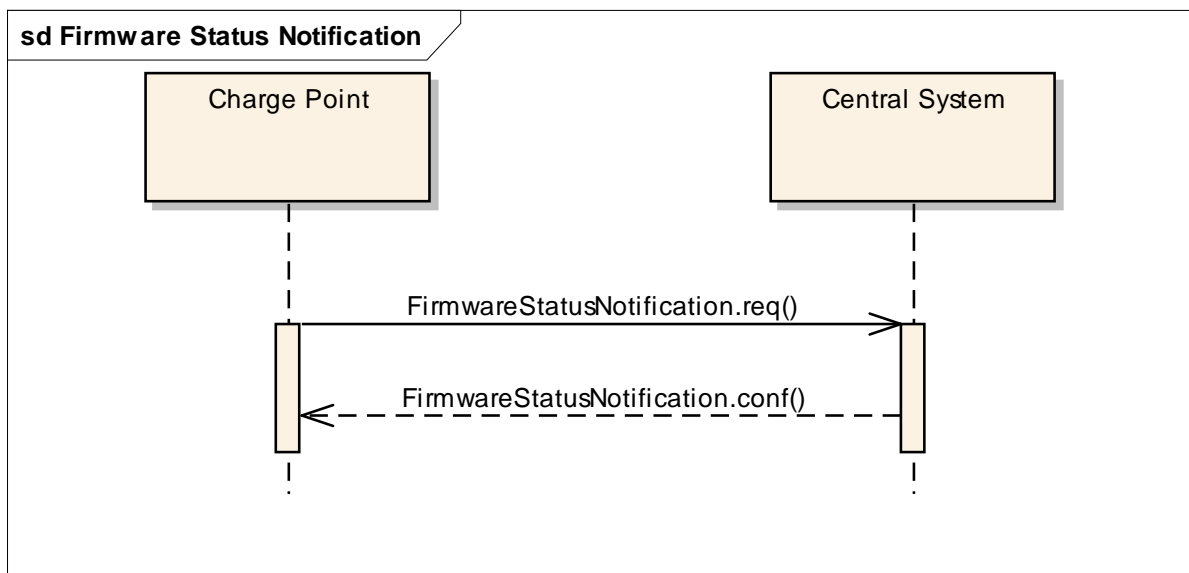 sd Firmware Status Notification
Charge Point
Central System
FirmwareStatusNotification.req()
FirmwareStatusNotification.conf()